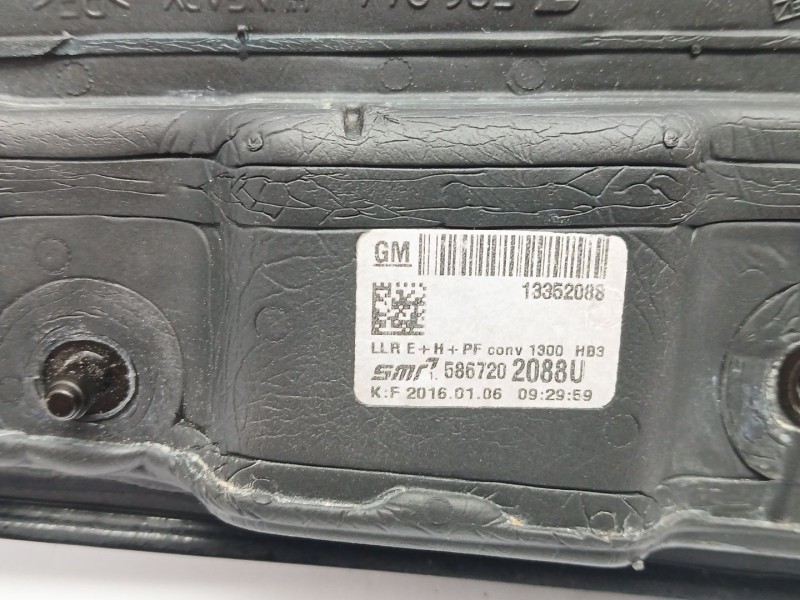 GM
13352088
LLR E+H+PF conv 1300 HB3
smr 586720 2088U
K:F 2016.01.06 09:29:59